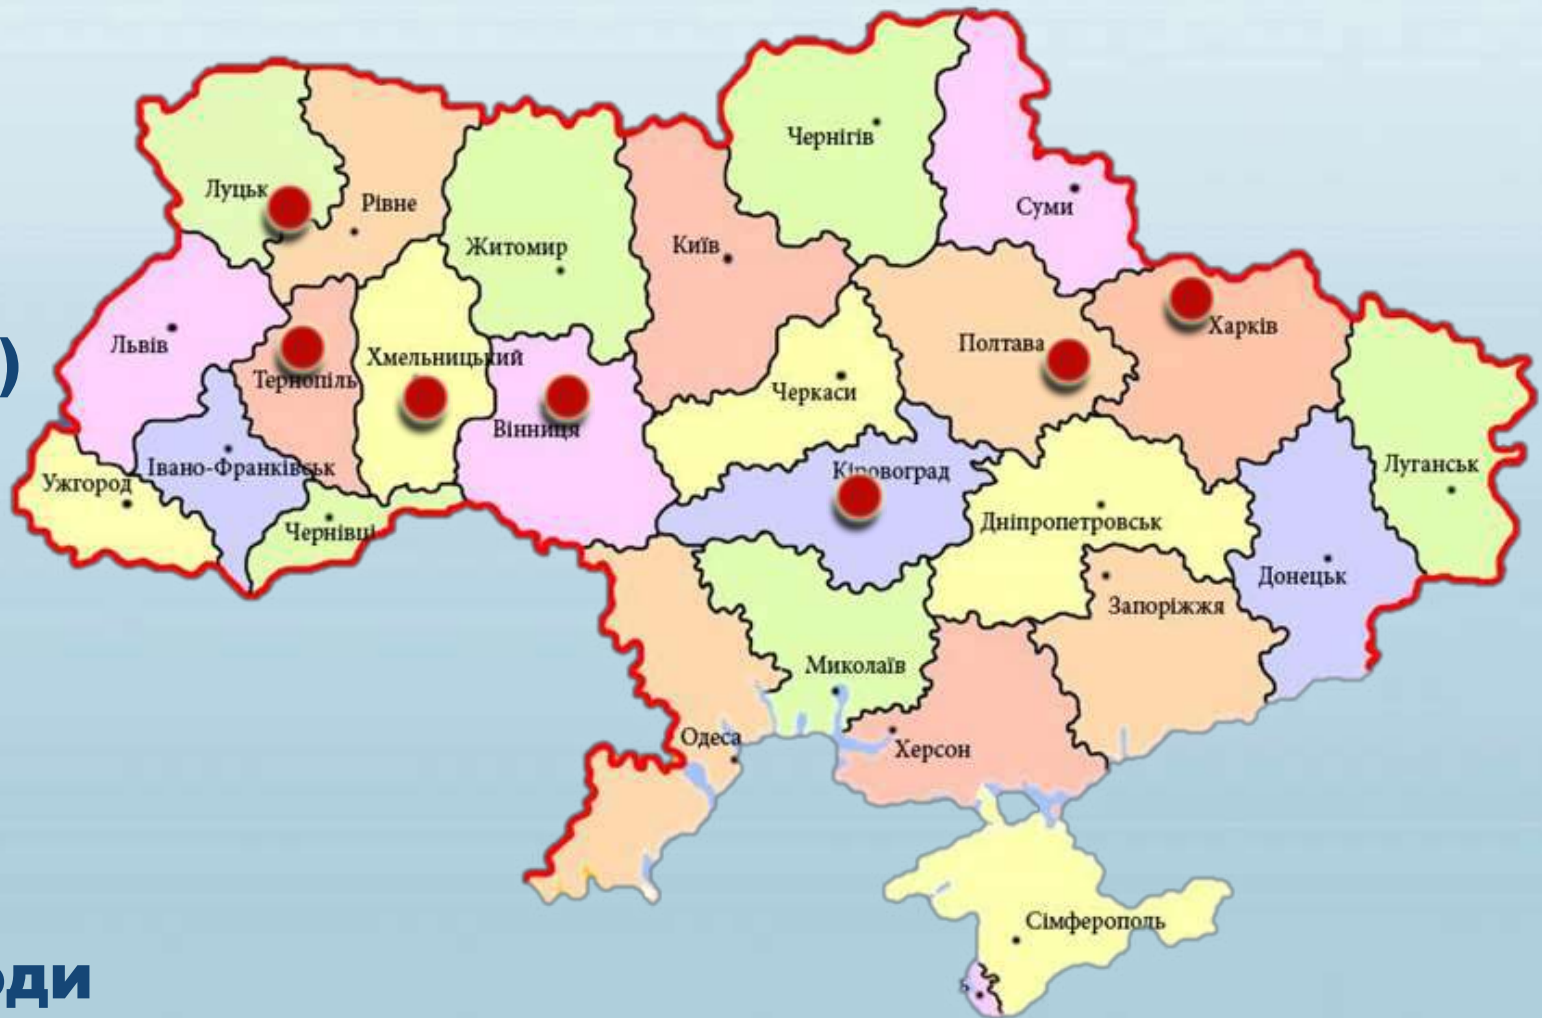 Чернігів
Луцьк
Рівне
Суми
Житомир
Київ
Харків
Львів
)
Тернопіль
Хмельницький
Полтава
Черкаси
Вінниця
Ужгород
Івано-Франківськ
Кіровоград
Луганськ
Чернівці
Дніпропетровськ
Донецьк
Запоріжжя
Миколаїв
Одеса
Херсон
Сімферополь
оди